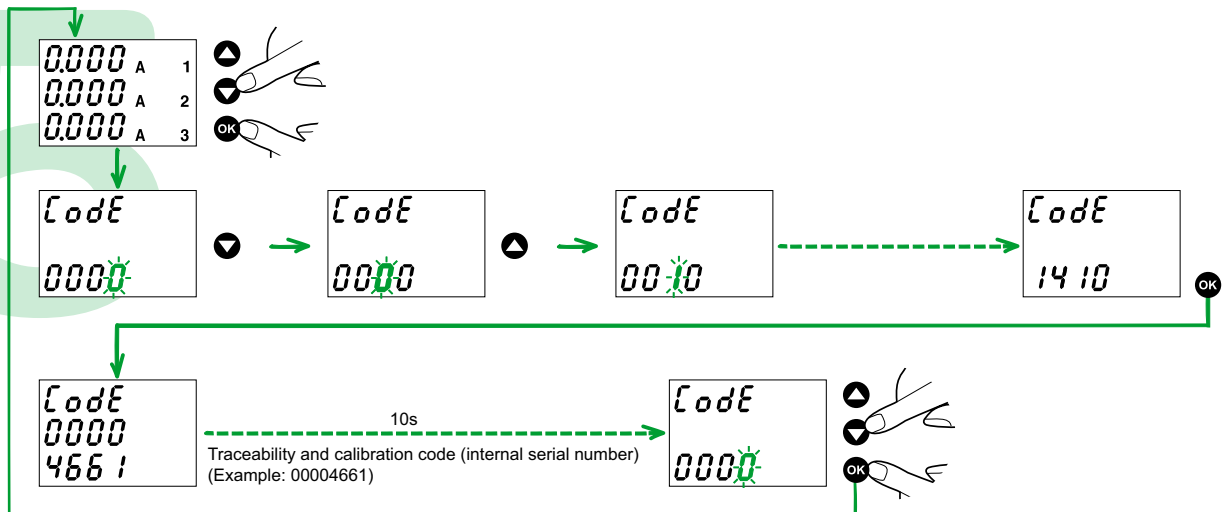 0.000 A 1
0.000 A 2
0.000 A 3
OK
CodE
0000
CodE
0000
CodE
0010
CodE
1410
OK
CodE
0000
4661
10s
Traceability and calibration code (internal serial number)
(Example: 00004661)
CodE
0000
OK